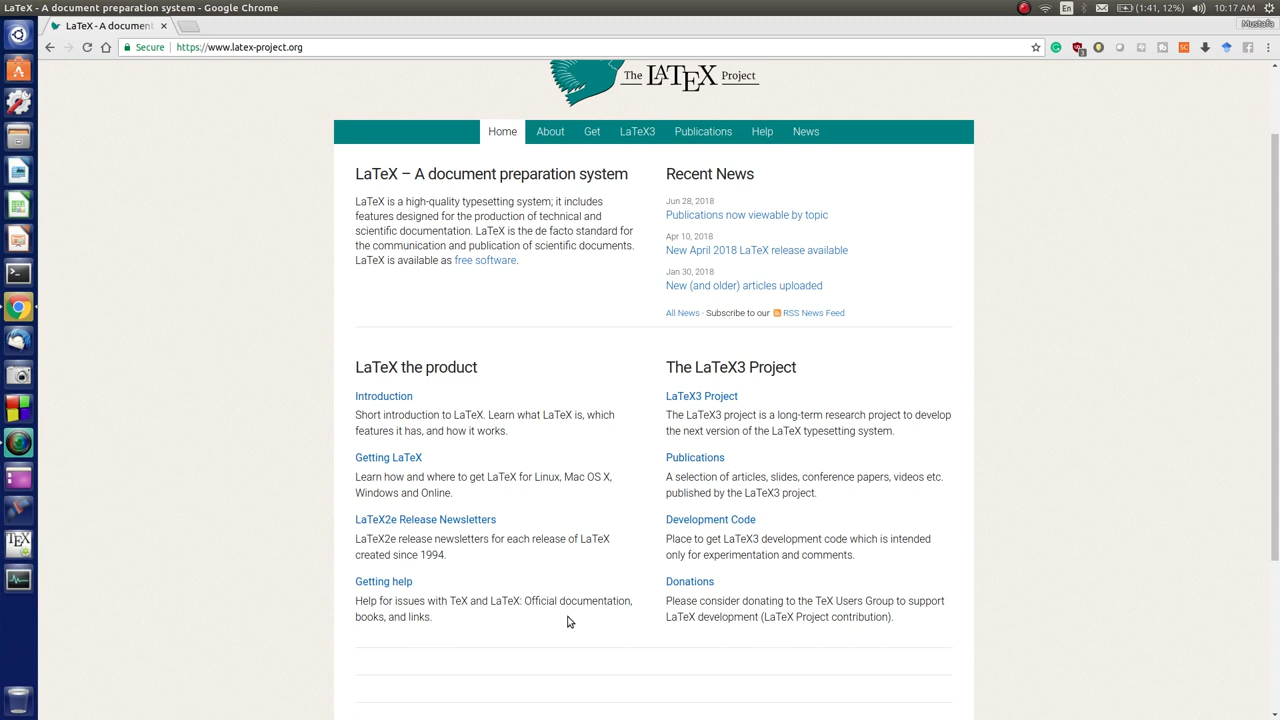 LaTeX - A document preparation system - Google Chrome
En
(1:41, 12%)
10:17 AM
LaTeX - A document
Mustafa
Secure
https://www.latex-project.org
The LATEX Project
Home
About
Get
LaTeX3
Publications
Help
News
LaTeX – A document preparation system
LaTeX is a high-quality typesetting system; it includes
features designed for the production of technical and
scientific documentation. LaTeX is the de facto standard for
the communication and publication of scientific documents.
LaTeX is available as free software.
Recent News
Jun 28, 2018
Publications now viewable by topic
Apr 10, 2018
New April 2018 LaTeX release available
Jan 30, 2018
New (and older) articles uploaded
All News · Subscribe to our RSS News Feed
LaTeX the product
Introduction
Short introduction to LaTeX. Learn what LaTeX is, which
features it has, and how it works.
Getting LaTeX
Learn how and where to get LaTeX for Linux, Mac OS X,
Windows and Online.
LaTeX2e Release Newsletters
LaTeX2e release newsletters for each release of LaTeX
created since 1994.
Getting help
Help for issues with TeX and LaTeX: Official documentation,
books, and links.
The LaTeX3 Project
LaTeX3 Project
The LaTeX3 project is a long-term research project to develop
the next version of the LaTeX typesetting system.
Publications
A selection of articles, slides, conference papers, videos etc.
published by the LaTeX3 project.
Development Code
Place to get LaTeX3 development code which is intended
only for experimentation and comments.
Donations
Please consider donating to the TeX Users Group to support
LaTeX development (LaTeX Project contribution).
TEX